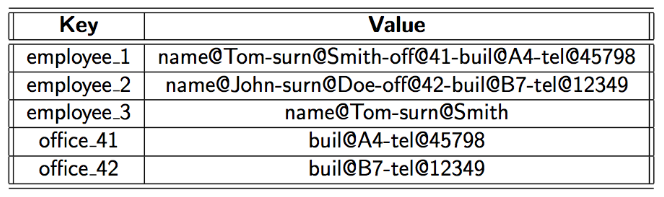 Key Value
employee_1 name@Tom-surn@Smith-off@41-buil@A4-tel@45798
employee_2 name@John-surn@Doe-off@42-buil@B7-tel@12349
employee_3 name@Tom-surn@Smith
office_41 buil@A4-tel@45798
office_42 buil@B7-tel@12349